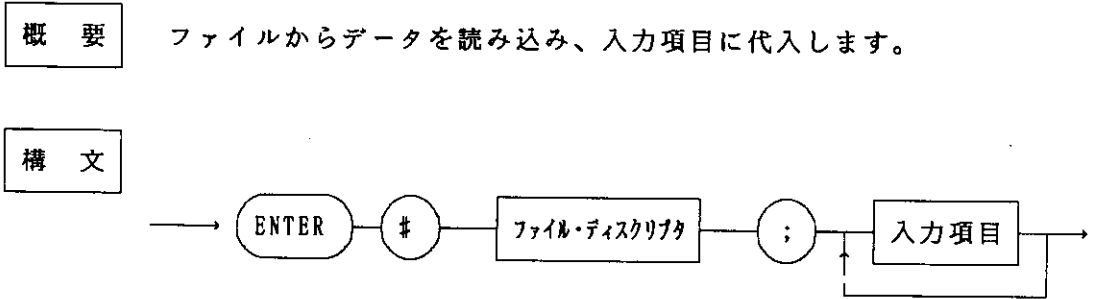 概 要 ファイルからデータを読み込み、入力項目に代入します。
構 文
ENTER # ファイル・ディスクリプタ ; 入力項目